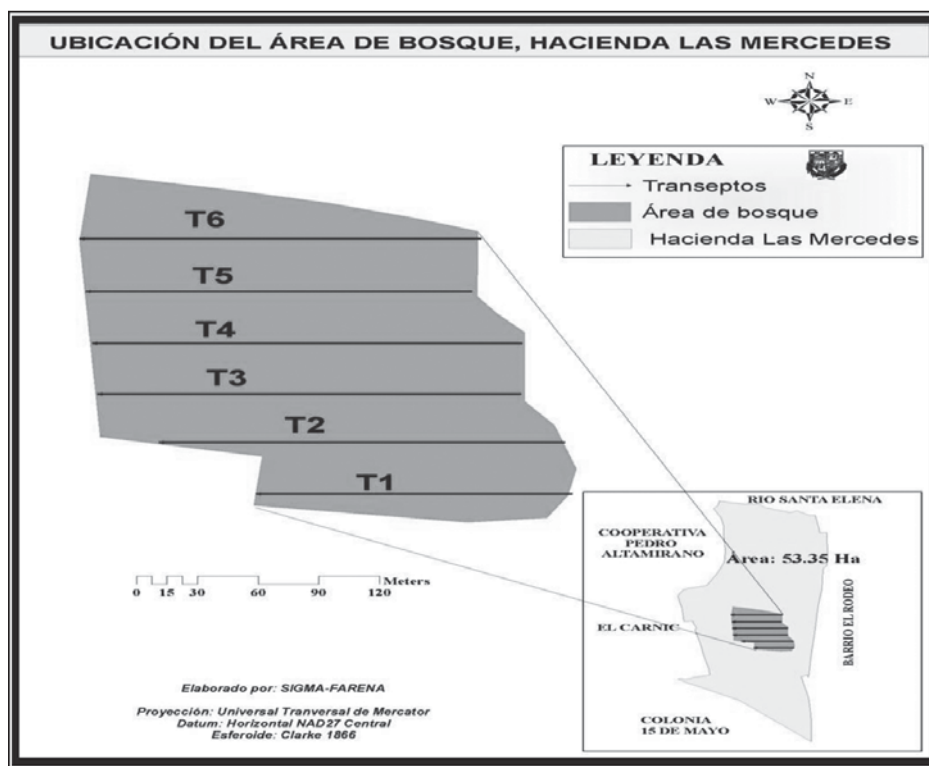 UBICACIÓN DEL ÁREA DE BOSQUE, HACIENDA LAS MERCEDES
N
W E
S
LEYENDA
Transeptos
Área de bosque
Hacienda Las Mercedes
T6
T5
T4
T3
T2
T1
Meters
0 15 30 60 90 120
RIO SANTA ELENA
COOPERATIVA
PEDRO
ALTAMIRANO
Área: 53.35 Ha
EL CARNIC
BARRIO EL RODEO
COLONIA
15 DE MAYO
Elaborado por: SIGMA-FARENA
Proyección: Universal Tranversal de Mercator
Datum: Horizontal NAD27 Central
Esferoide: Clarke 1866